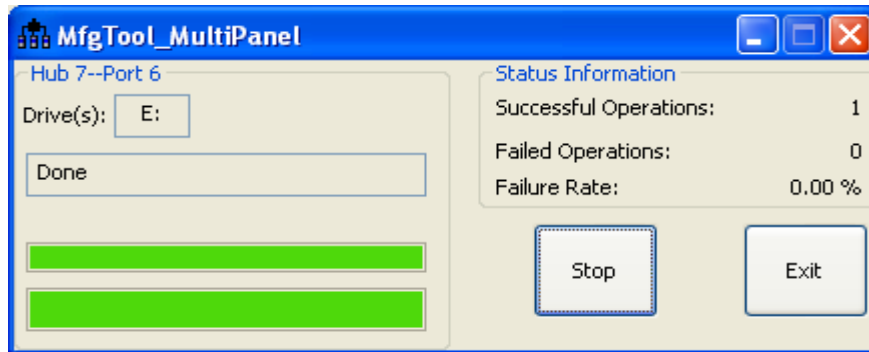 MfgTool_MultiPanel
Hub 7--Port 6
Drive(s): E:
Done
Status Information
Successful Operations: 1
Failed Operations: 0
Failure Rate: 0.00 %
Stop
Exit